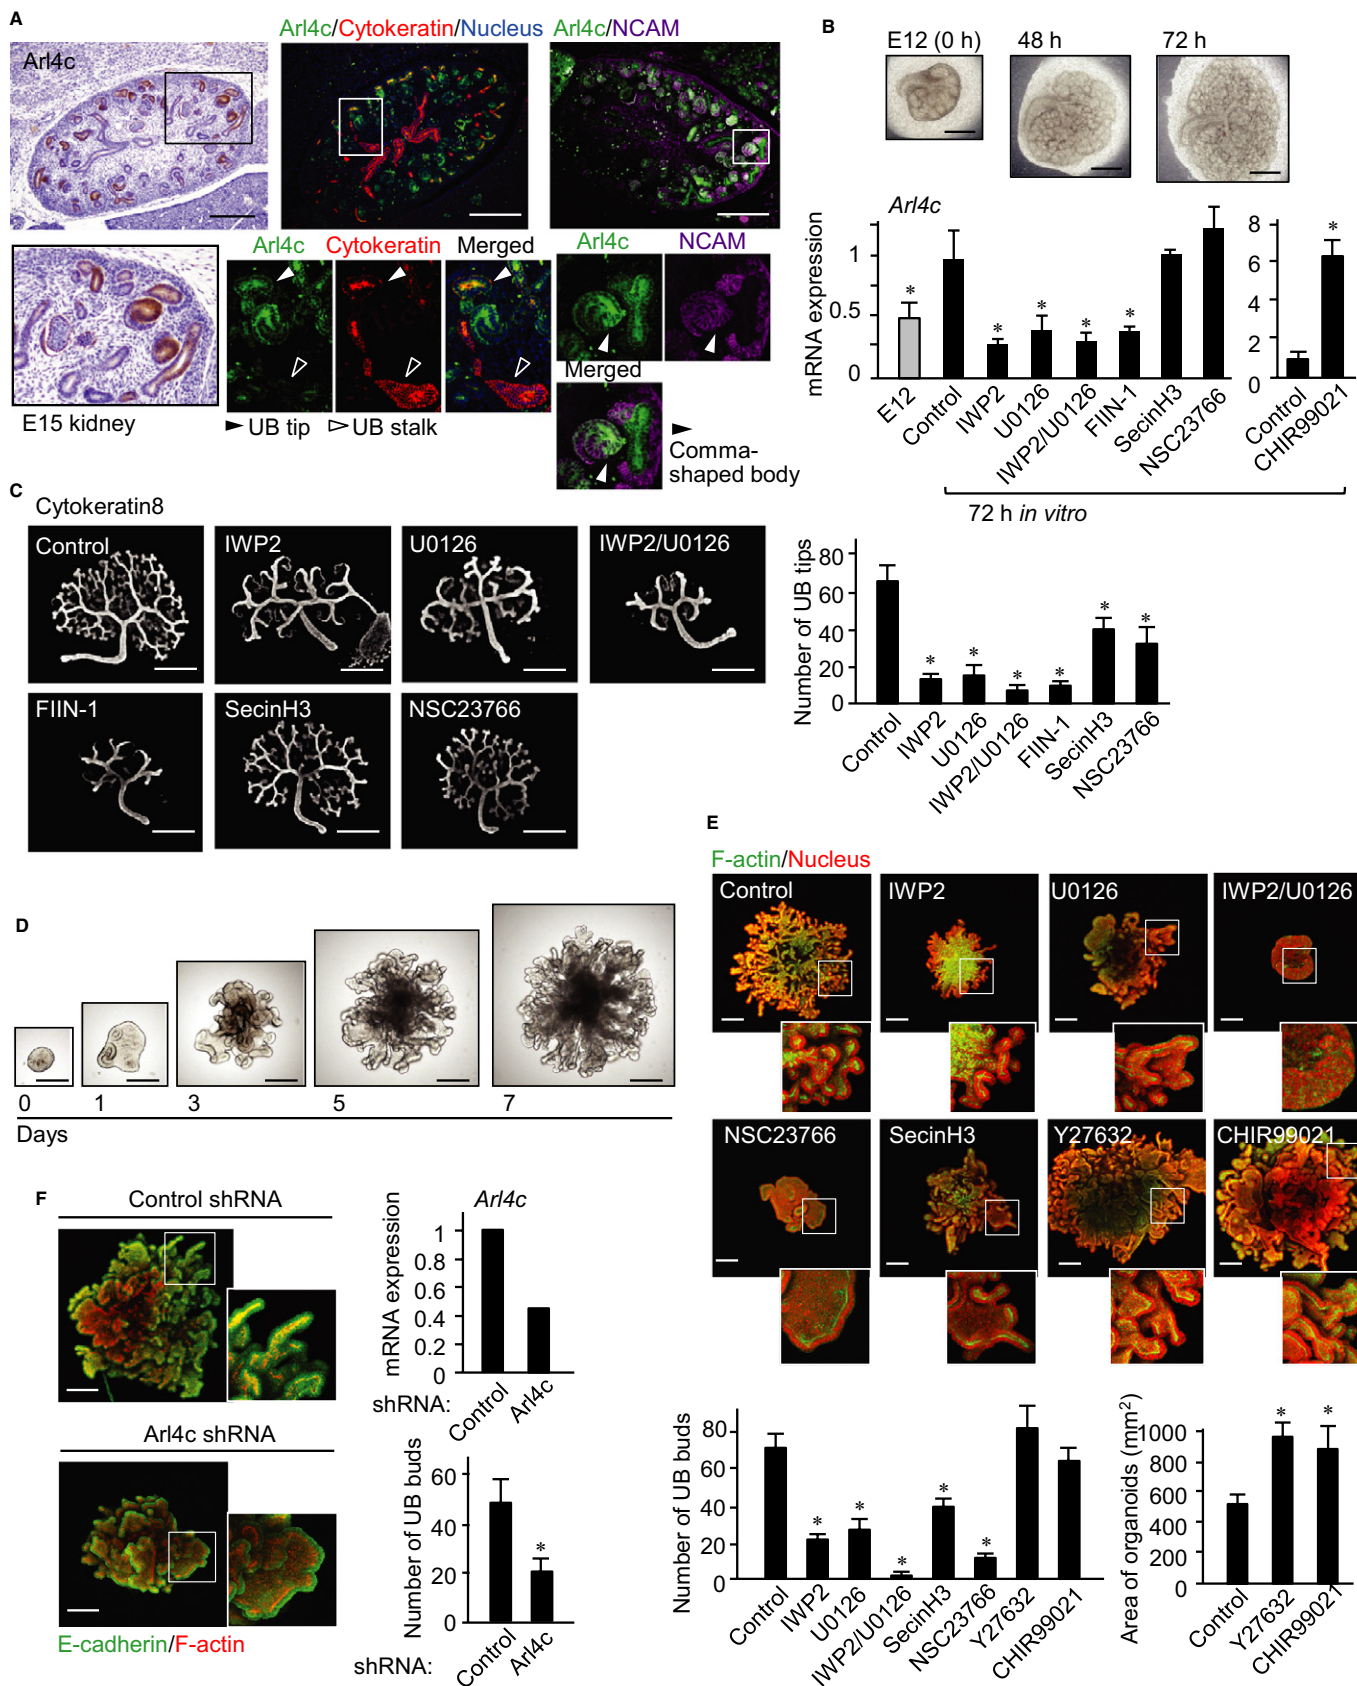 A
Arl4c
Arl4c/Cytokeratin/Nucleus
Arl4c/NCAM
Arl4c
Cytokeratin
Merged
Arl4c
NCAM
Merged
E15 kidney
UB tip
UB stalk
Comma-
shaped body
B
E12 (0 h)
48 h
72 h
Arl4c
mRNA expression
1
0.5
0
E12
Control
IWP2
U0126
IWP2/U0126
FIIN-1
SecinH3
NSC23766
* * * * *
8
6
4
2
0
*
Control
CHIR99021
72 h in vitro
C
Cytokeratin8
Control
IWP2
U0126
IWP2/U0126
FIIN-1
SecinH3
NSC23766
Number of UB tips
80
60
40
20
0
* * * * * *
Control
IWP2
U0126
IWP2/U0126
FIIN-1
SecinH3
NSC23766
D
0 1 3 5 7
Days
E
F-actin/Nucleus
Control
IWP2
U0126
IWP2/U0126
NSC23766
SecinH3
Y27632
CHIR99021
Number of UB buds
80
60
40
20
0
* * * * *
Control
IWP2
U0126
IWP2/U0126
SecinH3
NSC23766
Y27632
CHIR99021
Area of organoids (mm²)
1000
800
600
400
200
0
* *
Control
Y27632
CHIR99021
F
Control shRNA
Arl4c shRNA
E-cadherin/F-actin
Arl4c
mRNA expression
1
0.8
0.6
0.4
0.2
0
shRNA:
Control
Arl4c
Number of UB buds
60
40
20
0
*
shRNA:
Control
Arl4c